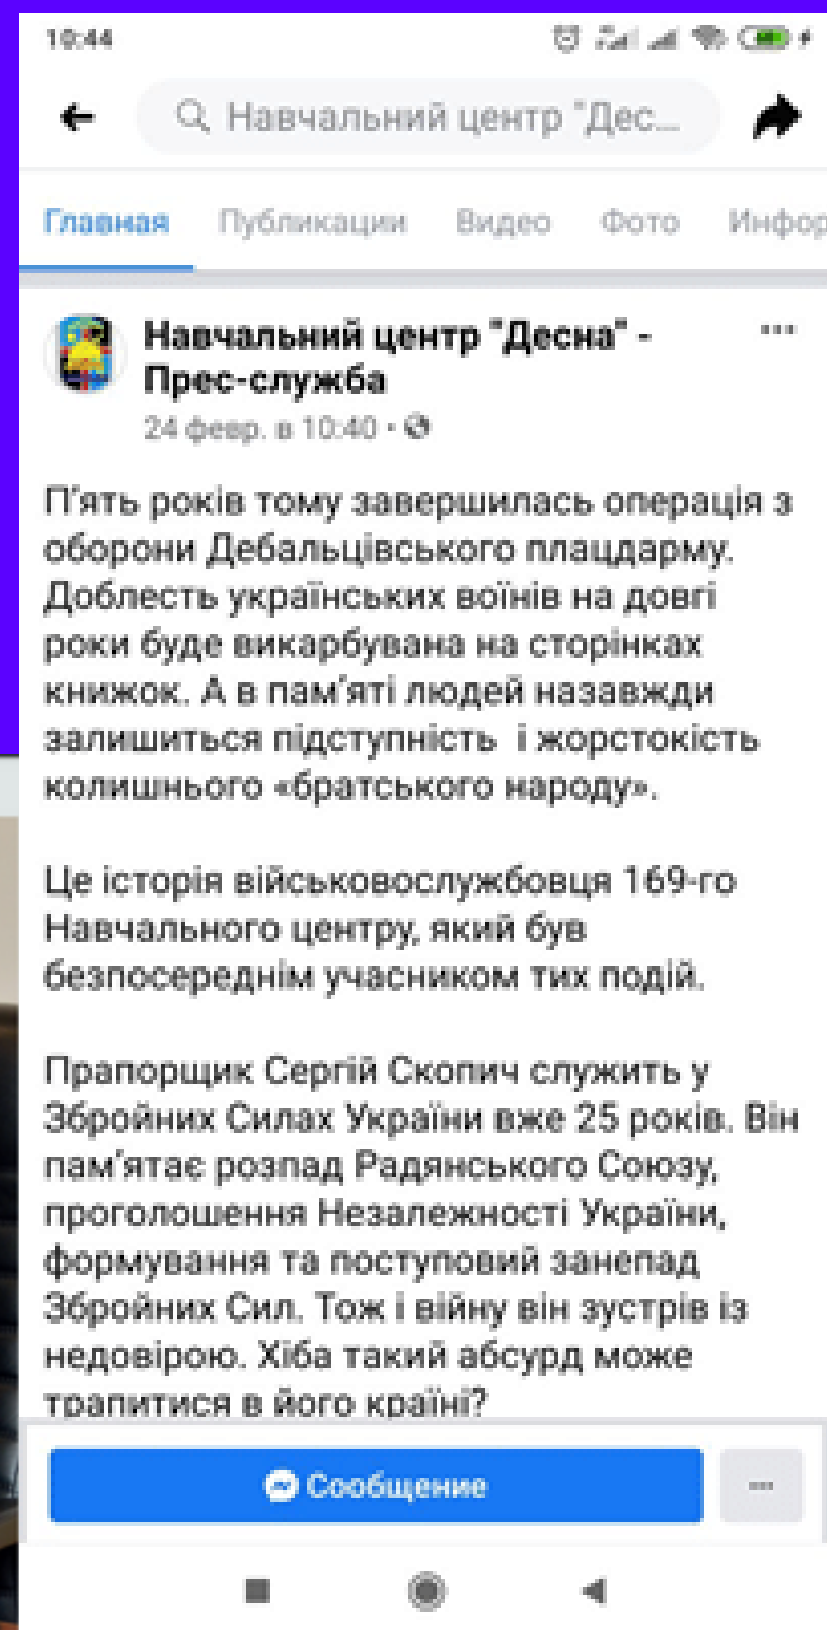 10:44
Навчальний центр "Дес...
Главная Публикации Видео Фото Инфор
Навчальний центр "Десна" -
Прес-служба
24 февр. в 10:40 ·
П'ять років тому завершилась операція з
оборони Дебальцівського плацдарму.
Доблесть українських воїнів на довгі
роки буде викарбувана на сторінках
книжок. А в пам'яті людей назавжди
залишиться підступність і жорстокість
колишнього «братського народу».
Це історія військовослужбовця 169-го
Навчального центру, який був
безпосереднім учасником тих подій.
Прапорщик Сергій Скопич служить у
Збройних Силах України вже 25 років. Він
пам'ятає розпад Радянського Союзу,
проголошення Незалежності України,
формування та поступовий занепад
Збройних Сил. Тож і війну він зустрів із
недовірою. Хіба такий абсурд може
трапитися в його країні?
Сообщение